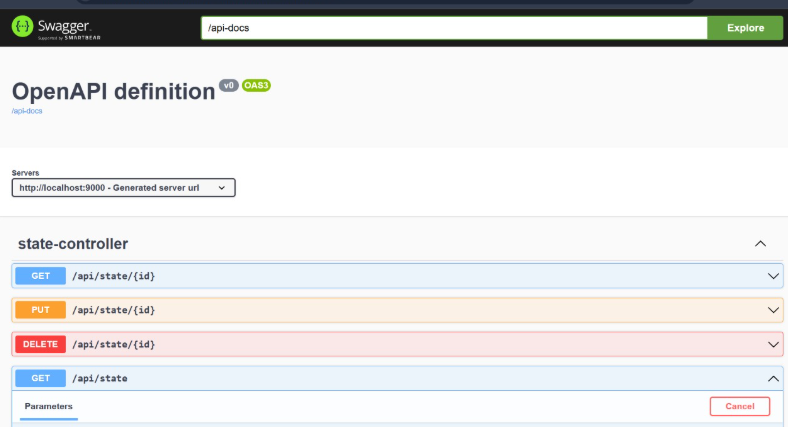 {··} Swagger.
Supported by SMARTBEAR
/api-docs
Explore
OpenAPI definition v0 OAS3
/api-docs
Servers
http://localhost:9000 - Generated server url
state-controller
GET /api/state/{id}
PUT /api/state/{id}
DELETE /api/state/{id}
GET /api/state
Parameters
Cancel